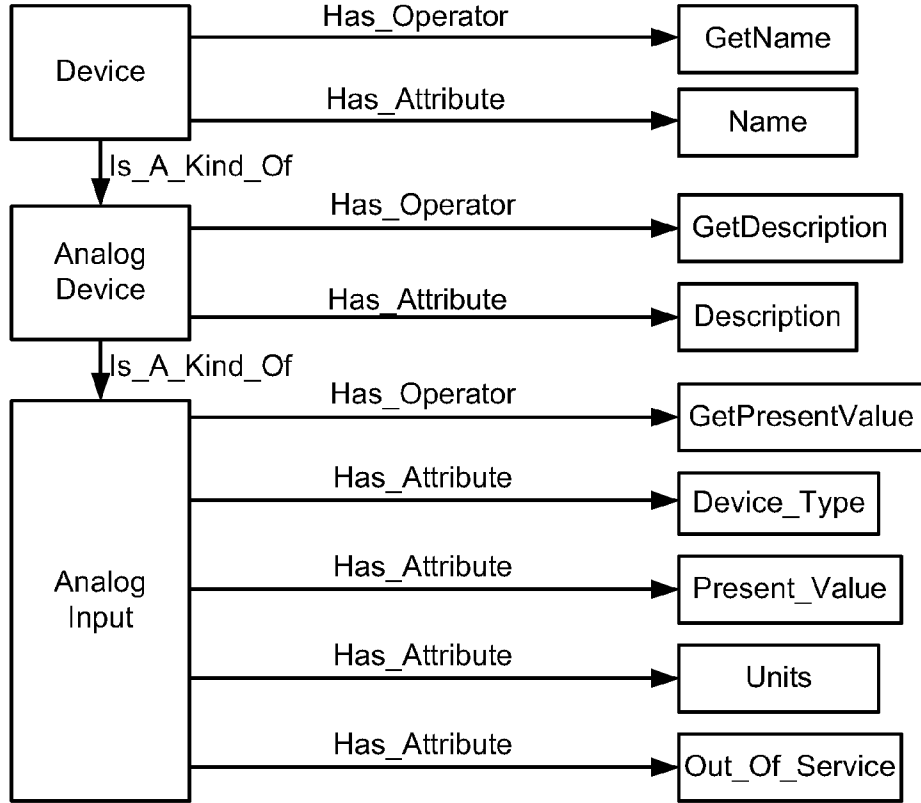 Has_Operator
GetName
Device
Has_Attribute
Name
Is_A_Kind_Of
Has_Operator
GetDescription
Analog
Device
Has_Attribute
Description
Is_A_Kind_Of
Has_Operator
GetPresentValue
Has_Attribute
Device_Type
Analog
Input
Has_Attribute
Present_Value
Has_Attribute
Units
Has_Attribute
Out_Of_Service